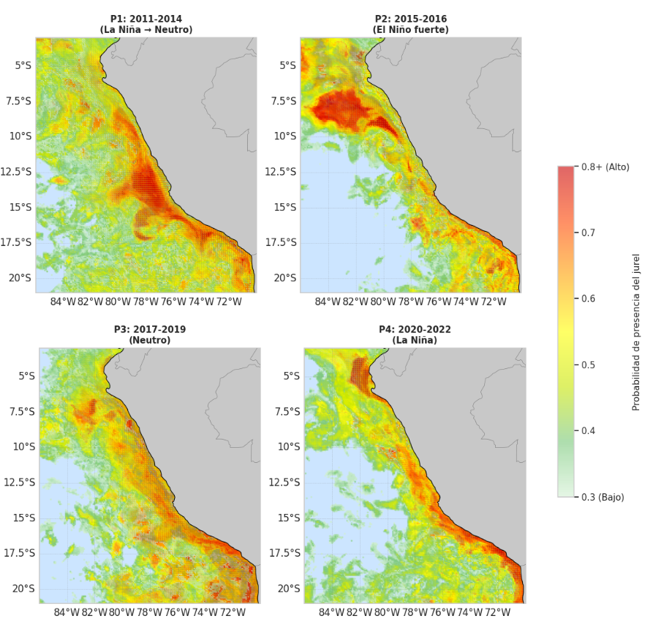 P1: 2011-2014
(La Niña → Neutro)
P2: 2015-2016
(El Niño fuerte)
5°S
7.5°S
10°S
12.5°S
15°S
17.5°S
20°S
84°W 82°W 80°W 78°W 76°W 74°W 72°W
5°S
7.5°S
10°S
12.5°S
15°S
17.5°S
20°S
84°W 82°W 80°W 78°W 76°W 74°W 72°W
P3: 2017-2019
(Neutro)
P4: 2020-2022
(La Niña)
5°S
7.5°S
10°S
12.5°S
15°S
17.5°S
20°S
84°W 82°W 80°W 78°W 76°W 74°W 72°W
5°S
7.5°S
10°S
12.5°S
15°S
17.5°S
20°S
84°W 82°W 80°W 78°W 76°W 74°W 72°W
0.8+ (Alto)
0.7
0.6
0.5
0.4
0.3 (Bajo)
Probabilidad de presencia del jurel